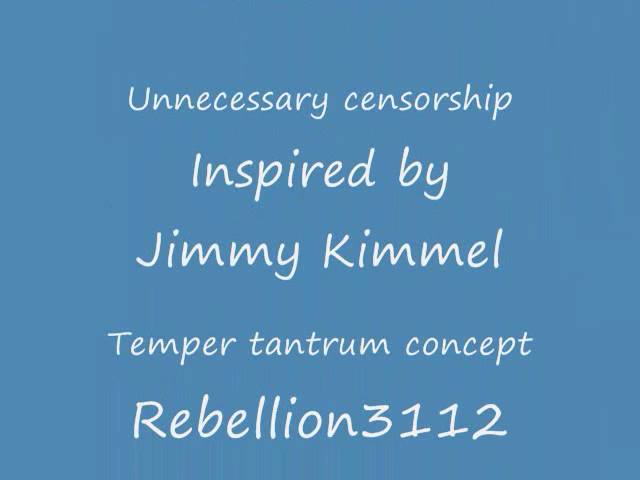 Unnecessary censorship
Inspired by
Jimmy Kimmel
Temper tantrum concept
Rebellion3112